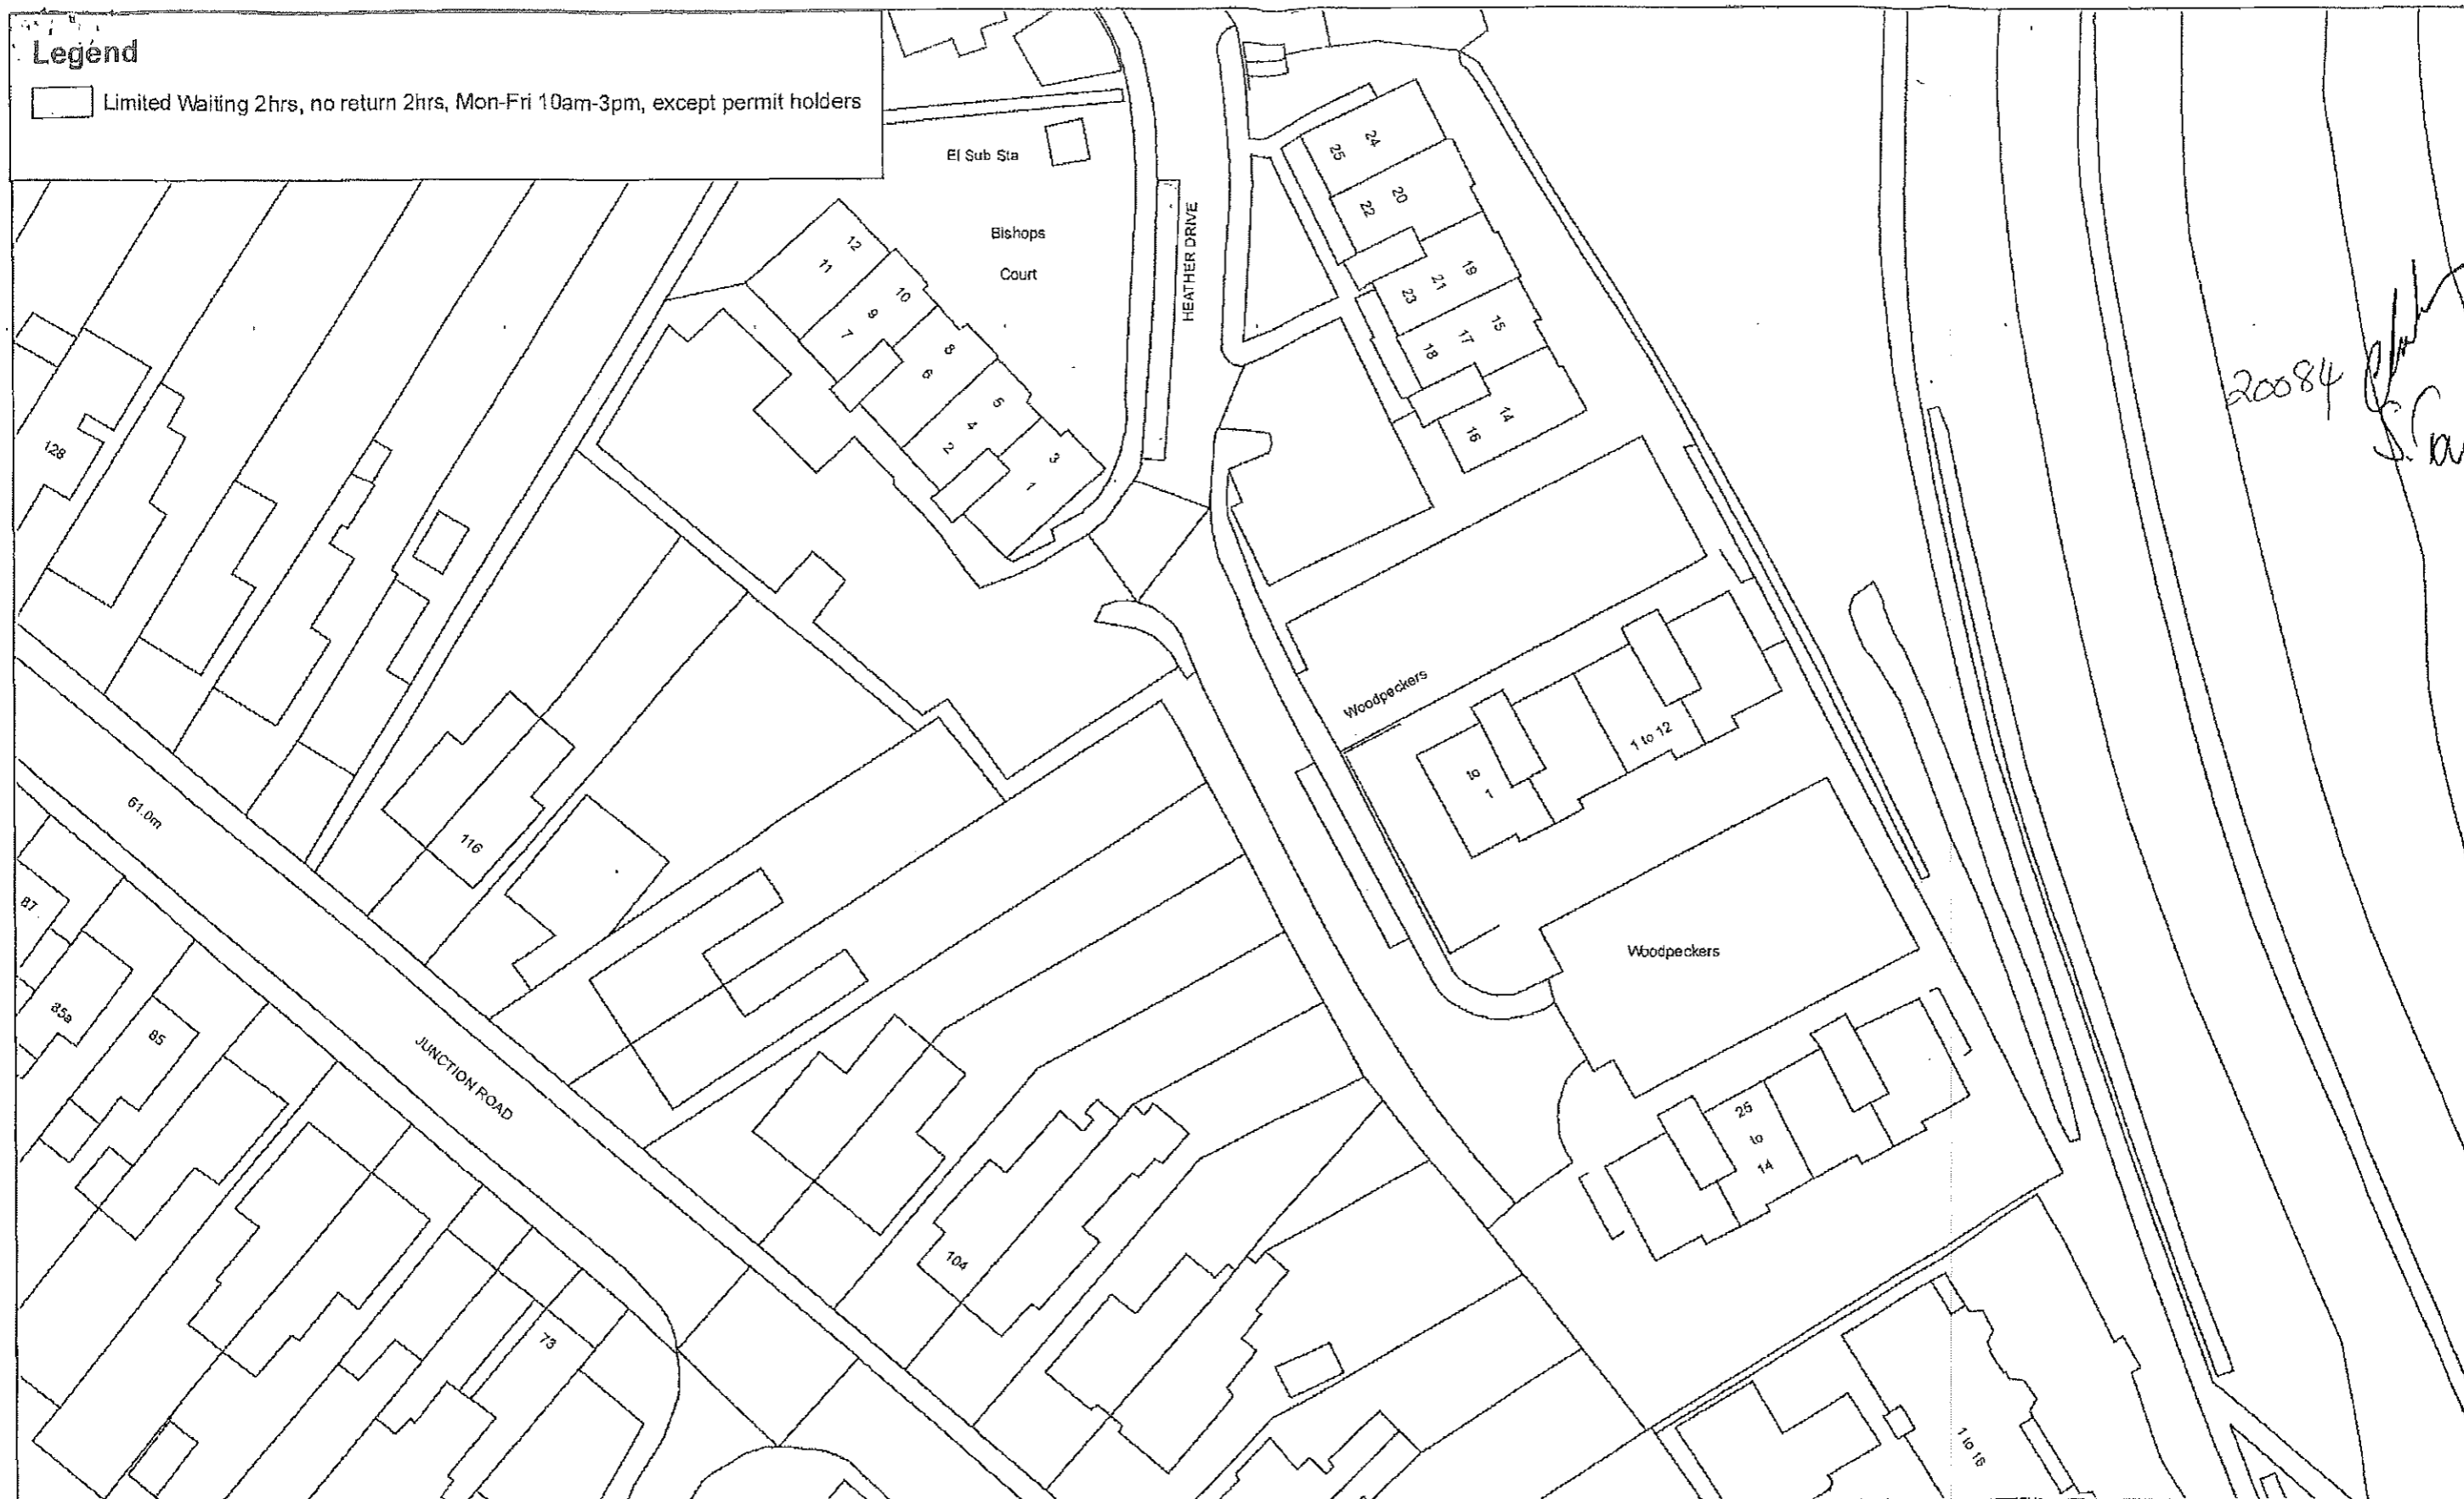 Legend
Limited Waiting 2hrs, no return 2hrs, Mon-Fri 10am-3pm, except permit holders
El Sub Sta
Bishops
Court
HEATHER DRIVE
12
11
10
9
7
8
6
5
4
2
3
1
25
24
22
20
23
21
19
18
17
15
16
14
20084
128
Woodpeckers
1 to 12
to
1
61.0m
116
87
85a
85
JUNCTION ROAD
Woodpeckers
25
to
14
104
73
1 to 16